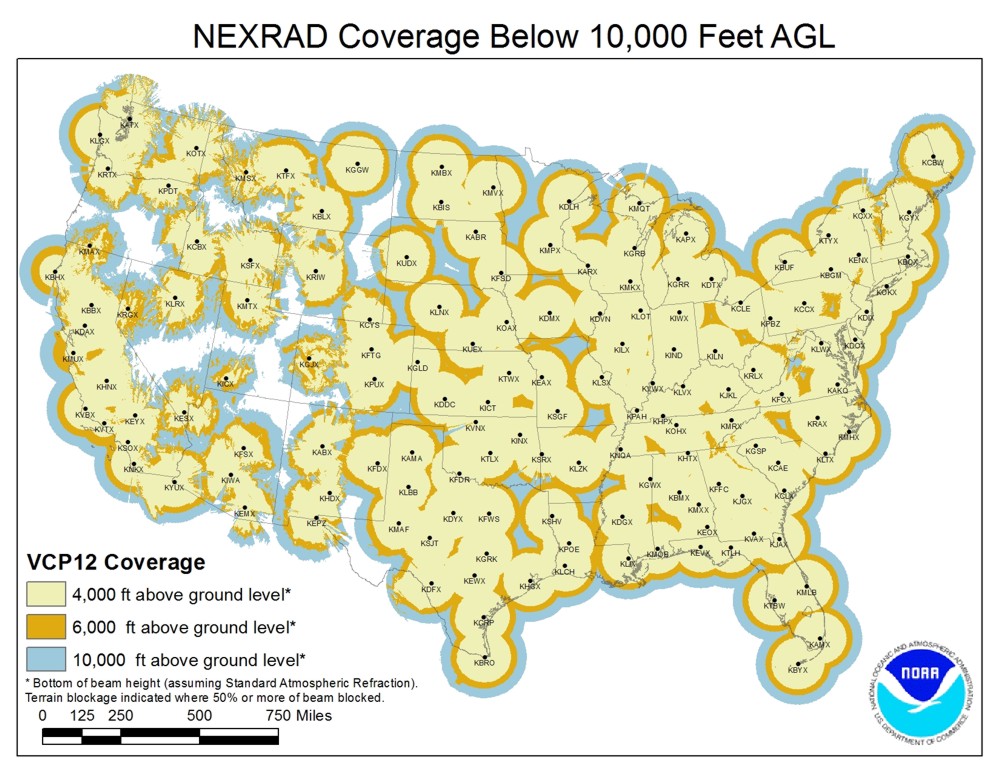 NEXRAD Coverage Below 10,000 Feet AGL
KATX
KLGX
KOTX
KRTX
KPDT
KMSX
KTFX
KGGW
KBLX
KMBX
KMVX
KBIS
KDLH
KMQT
KCBW
KCXX
KGYX
KTYX
KAPX
KABR
KMPX
KGRB
KMAX
KCBX
KBHX
KSFX
KRIW
KUDX
KFSD
KARX
KMKX
KGRR
KDTX
KBUF
KBGM
KENX
KBOX
KOKX
KBBX
KRGX
KLRX
KMTX
KCYS
KLNX
KOAX
KDMX
KDVN
KLOT
KIWX
KCLE
KPBZ
KCCX
KDIX
KDAX
KMUX
KHNX
KICX
KGJX
KFTG
KPUX
KGLD
KUEX
KTWX
KEAX
KLSX
KILX
KIND
KILN
KRLX
KLWX
KDOX
KVWX
KLVX
KJKL
KFCX
KAKQ
KVBX
KVTX
KEYX
KESX
KDDC
KICT
KVNX
KSGF
KPAH
KHPX
KOHX
KMRX
KRAX
KMHX
KSOX
KNKX
KYUX
KFSX
KIWA
KEMX
KABX
KHDX
KEPZ
KFDX
KAMA
KLBB
KMAF
KTLX
KINX
KFDR
KSRX
KLZK
KNQA
KHTX
KGSP
KCAE
KLTX
KCLX
KGWX
KBMX
KFFC
KMXX
KJGX
KDYX
KFWS
KSHV
KDGX
KEOX
KVAX
KJAX
KSJT
KGRK
KPOE
KLCH
KLIX
KMOB
KEVX
KTLH
KDFX
KEWX
KHGX
KCRP
KBRO
KTBW
KMLB
KAMX
KBYX
VCP12 Coverage
4,000 ft above ground level*
6,000 ft above ground level*
10,000 ft above ground level*
* Bottom of beam height (assuming Standard Atmospheric Refraction).
Terrain blockage indicated where 50% or more of beam blocked.
0 125 250 500 750 Miles
NATIONAL OCEANIC AND ATMOSPHERIC ADMINISTRATION
NOAA
U.S. DEPARTMENT OF COMMERCE